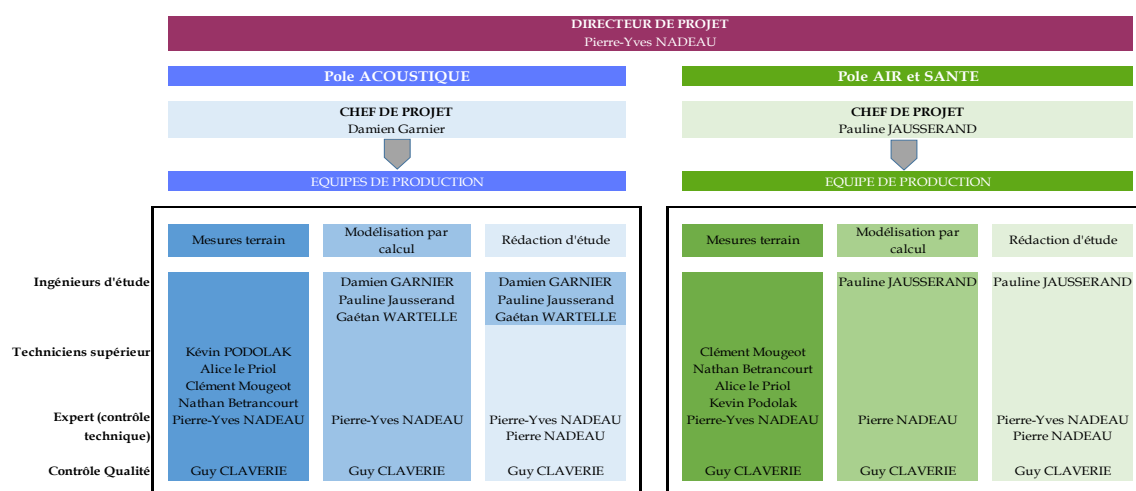 DIRECTEUR DE PROJET
Pierre-Yves NADEAU
Pole ACOUSTIQUE
Pole AIR et SANTE
CHEF DE PROJET
Damien Garnier
CHEF DE PROJET
Pauline JAUSSERAND
EQUIPES DE PRODUCTION
EQUIPE DE PRODUCTION
Mesures terrain
Modélisation par
calcul
Rédaction d'étude
Mesures terrain
Modélisation par
calcul
Rédaction d'étude
Ingénieurs d'étude
Damien GARNIER
Pauline Jausserand
Gaétan WARTELLE
Damien GARNIER
Pauline Jausserand
Gaétan WARTELLE
Pauline JAUSSERAND
Pauline JAUSSERAND
Techniciens supérieur
Kévin PODOLAK
Alice le Priol
Clément Mougeot
Nathan Betrancourt
Clément Mougeot
Nathan Betrancourt
Alice le Priol
Kevin Podolak
Expert (contrôle
technique)
Pierre-Yves NADEAU
Pierre-Yves NADEAU
Pierre-Yves NADEAU
Pierre NADEAU
Pierre-Yves NADEAU
Pierre NADEAU
Pierre-Yves NADEAU
Pierre NADEAU
Contrôle Qualité
Guy CLAVERIE
Guy CLAVERIE
Guy CLAVERIE
Guy CLAVERIE
Guy CLAVERIE
Guy CLAVERIE